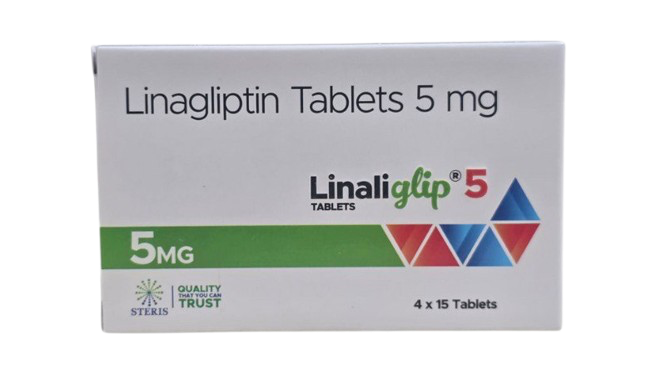 Linagliptin Tablets 5 mg
Linaliglip® 5
TABLETS
5MG
STERIS
QUALITY
THAT YOU CAN
TRUST
4 x 15 Tablets